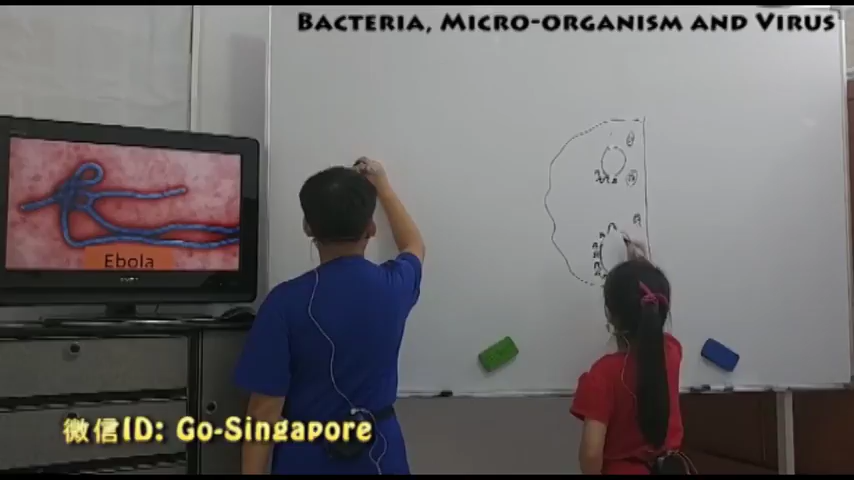 BACTERIA, MICRO-ORGANISM AND VIRUS
Ebola
微信ID: Go-Singapore